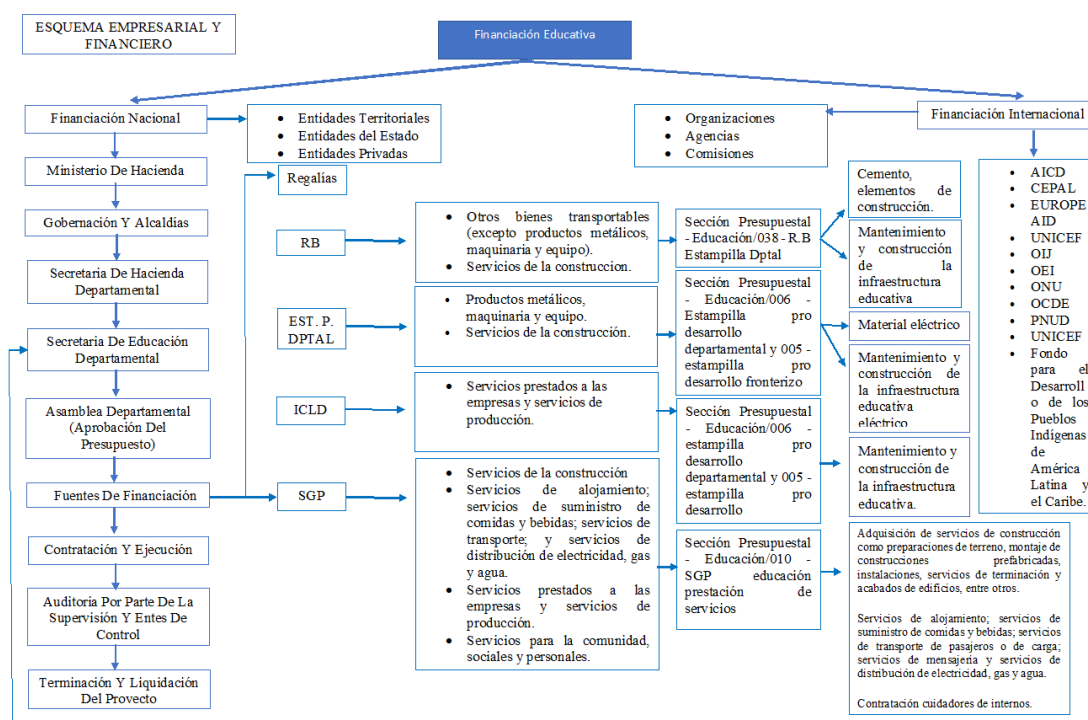 ESQUEMA EMPRESARIAL Y
FINANCIERO
Financiación Educativa
Financiación Nacional
• Entidades Territoriales
• Entidades del Estado
• Entidades Privadas
• Organizaciones
• Agencias
• Comisiones
Financiación Internacional
Ministerio De Hacienda
Gobernación Y Alcaldías
Secretaria De Hacienda
Departamental
Secretaria De Educación
Departamental
Asamblea Departamental
(Aprobación Del
Presupuesto)
Fuentes De Financiación
Contratación Y Ejecución
Auditoria Por Parte De La
Supervisión Y Entes De
Control
Terminación Y Liquidación
Del Proyecto
Regalías
RB
• Otros bienes transportables
(excepto productos metálicos,
maquinaria y equipo).
• Servicios de la construccion.
Sección Presupuestal
- Educación/038 - R.B
Estampilla Dptal
Cemento,
elementos de
construcción.
Mantenimiento
y construcción
de la
infraestructura
educativa
EST. P.
DPTAL
• Productos metálicos,
maquinaria y equipo.
• Servicios de la construcción.
Sección Presupuestal
- Educación/006 -
Estampilla pro
desarrollo
departamental y 005 -
estampilla pro
desarrollo fronterizo
Material eléctrico
Mantenimiento y
construcción de
la infraestructura
educativa
eléctrico
ICLD
• Servicios prestados a las
empresas y servicios de
producción.
Sección Presupuestal
- Educación/006 -
estampilla pro
desarrollo
departamental y 005 -
estampilla pro
desarrollo
Mantenimiento y
construcción de
la infraestructura
educativa.
SGP
• Servicios de la construcción
• Servicios de alojamiento;
servicios de suministro de
comidas y bebidas; servicios de
transporte; y servicios de
distribución de electricidad, gas
y agua.
• Servicios prestados a las
empresas y servicios de
producción.
• Servicios para la comunidad,
sociales y personales.
Sección Presupuestal
- Educación/010 -
SGP educación
prestación de
servicios
Adquisición de servicios de construcción
como preparaciones de terreno, montaje de
construcciones prefabricadas,
instalaciones, servicios de terminación y
acabados de edificios, entre otros.
Servicios de alojamiento; servicios de
suministro de comidas y bebidas; servicios
de transporte de pasajeros o de carga;
servicios de mensajería y servicios de
distribución de electricidad, gas y agua.
Contratación cuidadores de internos.
• AICD
• CEPAL
• EUROPE
AID
• UNICEF
• OIJ
• OEI
• ONU
• OCDE
• PNUD
• UNICEF
• Fondo
para el
Desarroll
o de los
Pueblos
Indígenas
de
América
Latina y
el Caribe.